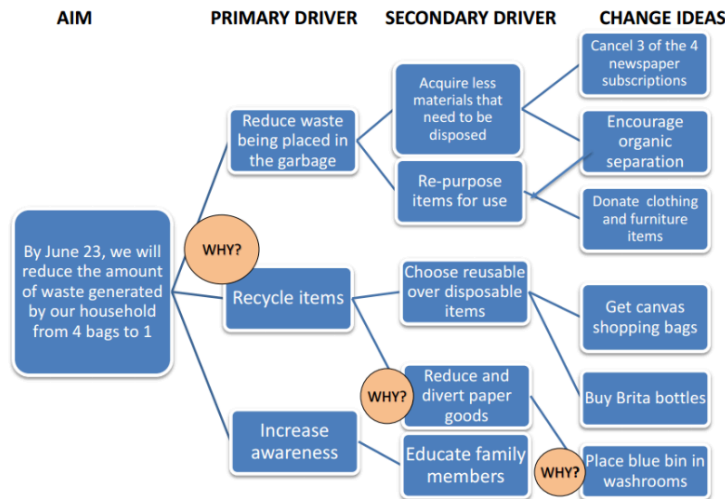 AIM
PRIMARY DRIVER
SECONDARY DRIVER
CHANGE IDEAS
By June 23, we will
reduce the amount
of waste generated
by our household
from 4 bags to 1
WHY?
Reduce waste
being placed in
the garbage
Recycle items
Increase
awareness
Acquire less
materials that
need to be
disposed
Re-purpose
items for use
Choose reusable
over disposable
items
WHY?
Reduce and
divert paper
goods
Educate family
members
Cancel 3 of the 4
newspaper
subscriptions
Encourage
organic
separation
Donate clothing
and furniture
items
Get canvas
shopping bags
Buy Brita bottles
WHY?
Place blue bin in
washrooms